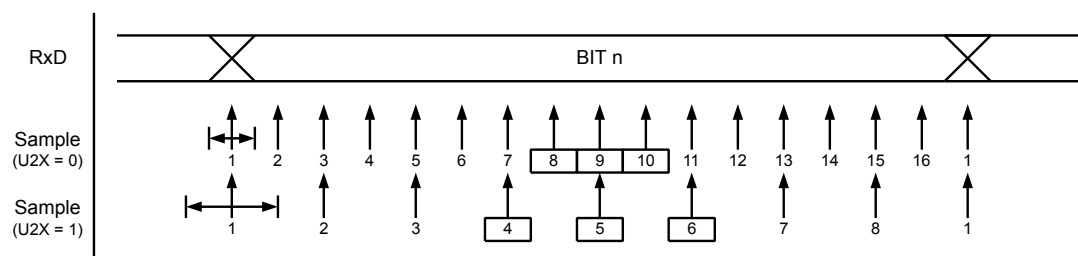 RxD BIT n
Sample
(U2X = 0) 1 2 3 4 5 6 7 8 9 10 11 12 13 14 15 16 1
Sample
(U2X = 1) 1 2 3 4 5 6 7 8 1